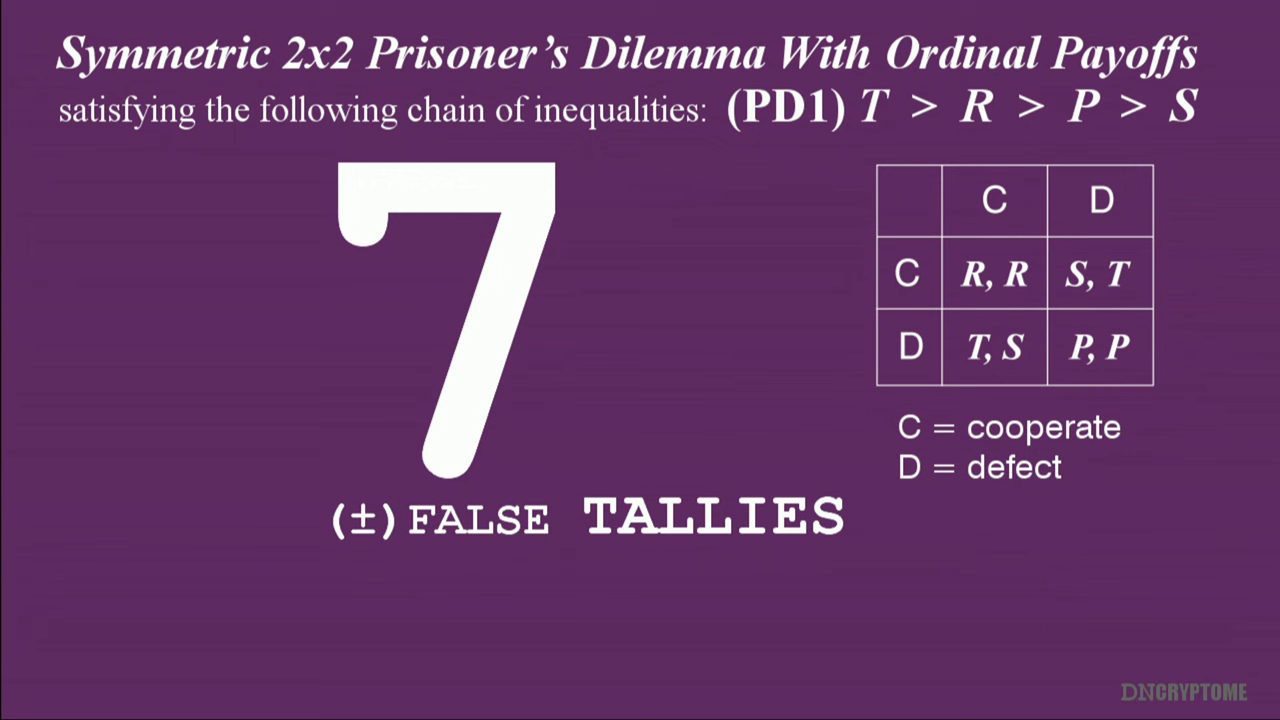 Symmetric 2x2 Prisoner's Dilemma With Ordinal Payoffs
satisfying the following chain of inequalities: (PD1) T > R > P > S
7
(±) FALSE TALLIES
C D
C R, R S, T
D T, S P, P
C = cooperate
D = defect
DNCRYPTOME